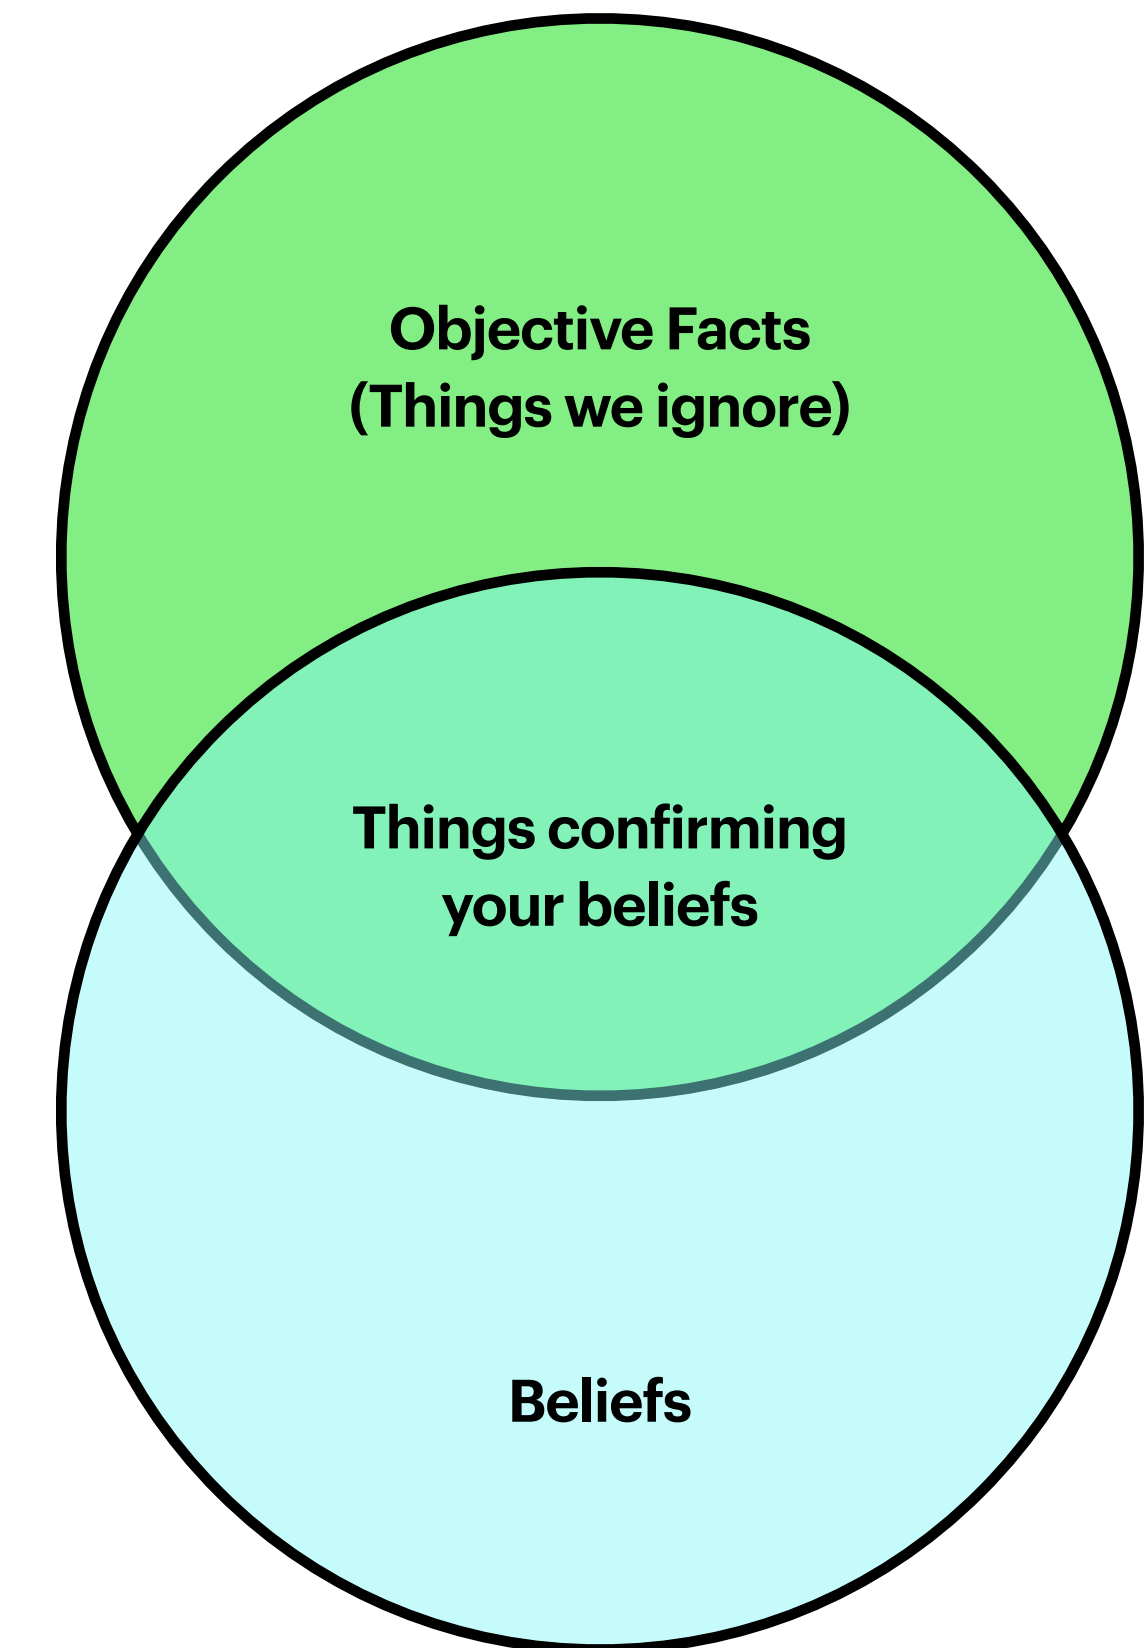 Objective Facts
(Things we ignore)
Things confirming
your beliefs
Beliefs